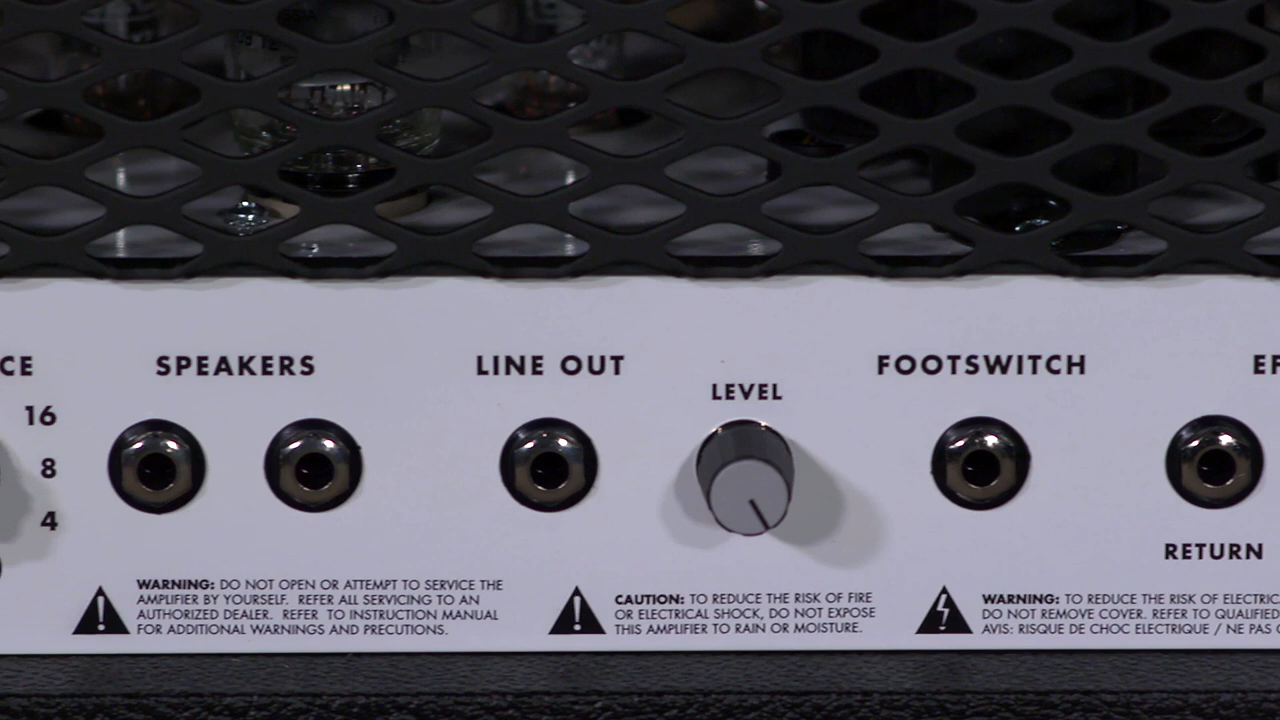 CE
SPEAKERS
LINE OUT
LEVEL
FOOTSWITCH
16
8
4
RETURN
WARNING: DO NOT OPEN OR ATTEMPT TO SERVICE THE
AMPLIFIER BY YOURSELF. REFER ALL SERVICING TO AN
AUTHORIZED DEALER. REFER TO INSTRUCTION MANUAL
FOR ADDITIONAL WARNINGS AND PRECUTIONS.
CAUTION: TO REDUCE THE RISK OF FIRE
OR ELECTRICAL SHOCK, DO NOT EXPOSE
THIS AMPLIFIER TO RAIN OR MOISTURE.
WARNING: TO REDUCE THE RISK OF ELECTRIC
DO NOT REMOVE COVER. REFER TO QUALIFIED
AVIS: RISQUE DE CHOC ELECTRIQUE / NE PAS